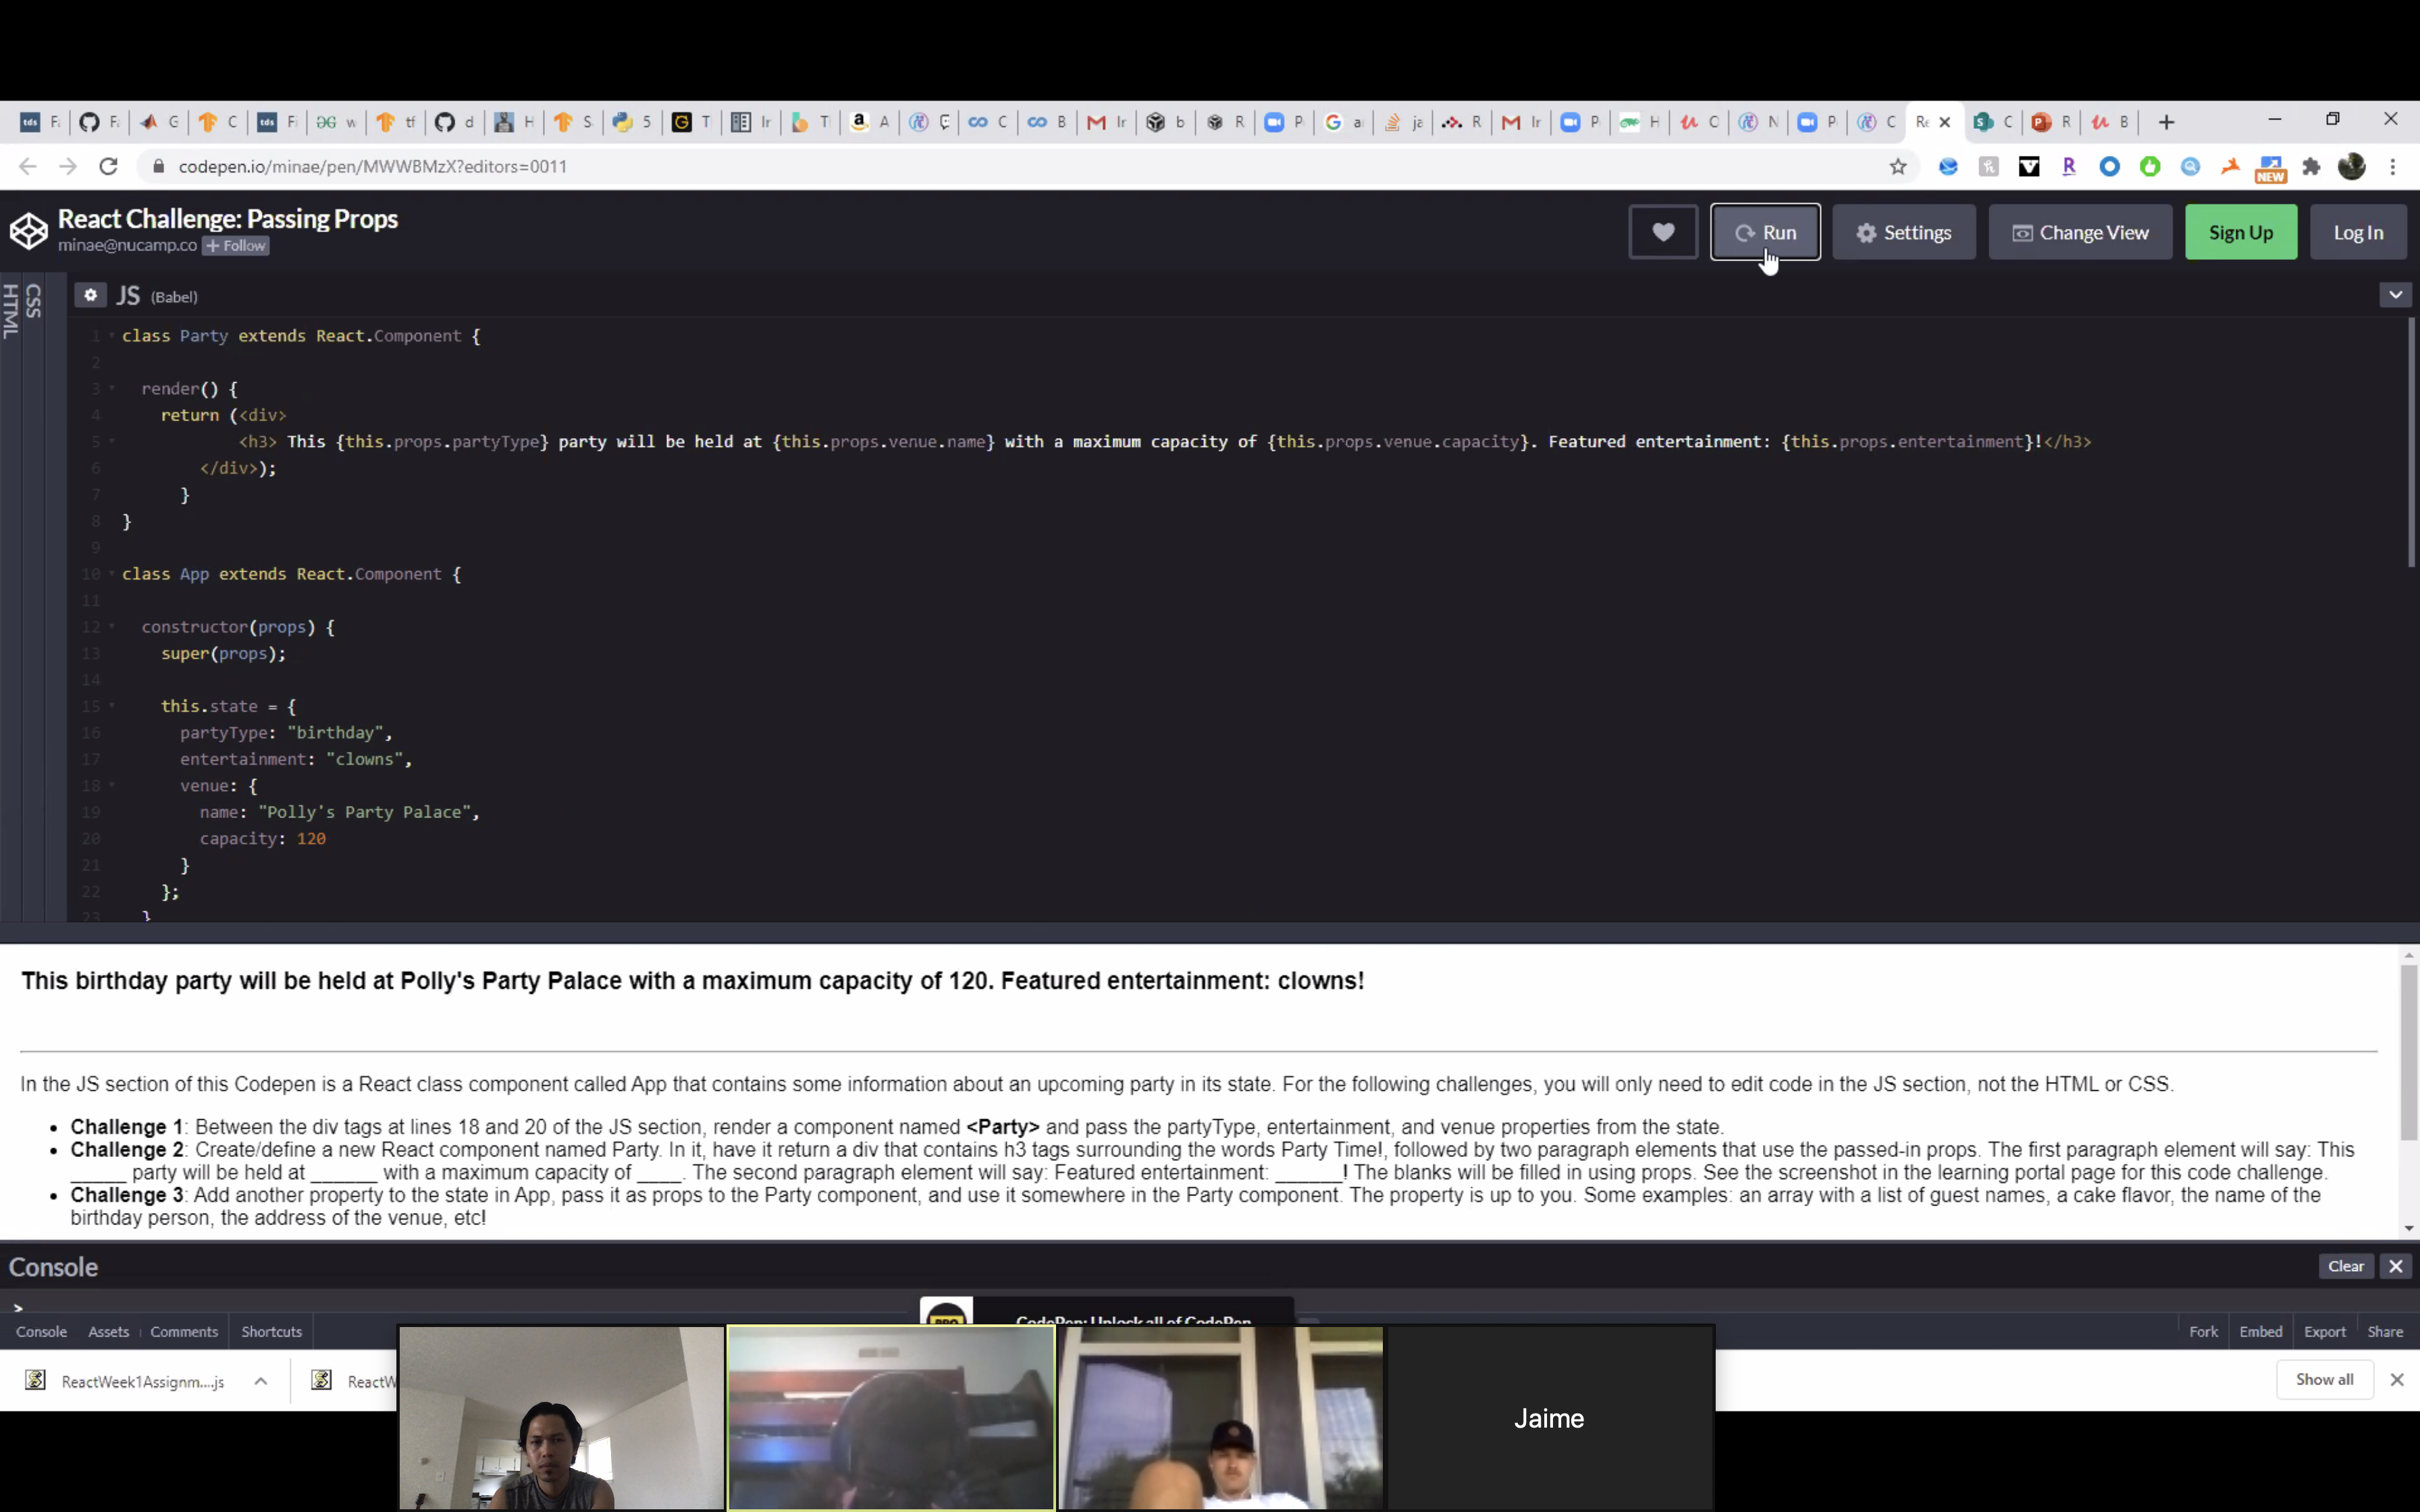 tds F
F
G
C
tds F
w
tf
d
H
S
5
T
Ir
T
A
C
C
B
Ir
b
R
P
a
ja
R
Ir
P
H
C
N
P
C
Re
C
R
B
codepen.io/minae/pen/MWWBMzX?editors=0011
NEW
React Challenge: Passing Props
minae@nucamp.co + Follow
Run
Settings
Change View
Sign Up
Log In
HTML
CSS
JS (Babel)
1 class Party extends React.Component {
2
3 render() {
4 return (<div>
5 <h3> This {this.props.partyType} party will be held at {this.props.venue.name} with a maximum capacity of {this.props.venue.capacity}. Featured entertainment: {this.props.entertainment}!</h3>
6 </div>);
7 }
8 }
9
10 class App extends React.Component {
11
12 constructor(props) {
13 super(props);
14
15 this.state = {
16 partyType: "birthday",
17 entertainment: "clowns",
18 venue: {
19 name: "Polly's Party Palace",
20 capacity: 120
21 }
22 };
23 }
This birthday party will be held at Polly's Party Palace with a maximum capacity of 120. Featured entertainment: clowns!
In the JS section of this Codepen is a React class component called App that contains some information about an upcoming party in its state. For the following challenges, you will only need to edit code in the JS section, not the HTML or CSS.
• Challenge 1: Between the div tags at lines 18 and 20 of the JS section, render a component named <Party> and pass the partyType, entertainment, and venue properties from the state.
• Challenge 2: Create/define a new React component named Party. In it, have it return a div that contains h3 tags surrounding the words Party Time!, followed by two paragraph elements that use the passed-in props. The first paragraph element will say: This
_____ party will be held at ______ with a maximum capacity of ____. The second paragraph element will say: Featured entertainment: ______! The blanks will be filled in using props. See the screenshot in the learning portal page for this code challenge.
• Challenge 3: Add another property to the state in App, pass it as props to the Party component, and use it somewhere in the Party component. The property is up to you. Some examples: an array with a list of guest names, a cake flavor, the name of the
birthday person, the address of the venue, etc!
Console
Clear
>
PRO
CodePen: Unlock all of CodePen
Console
Assets
Comments
Shortcuts
Fork
Embed
Export
Share
ReactWeek1Assignm....js
ReactW
Show all
Jaime